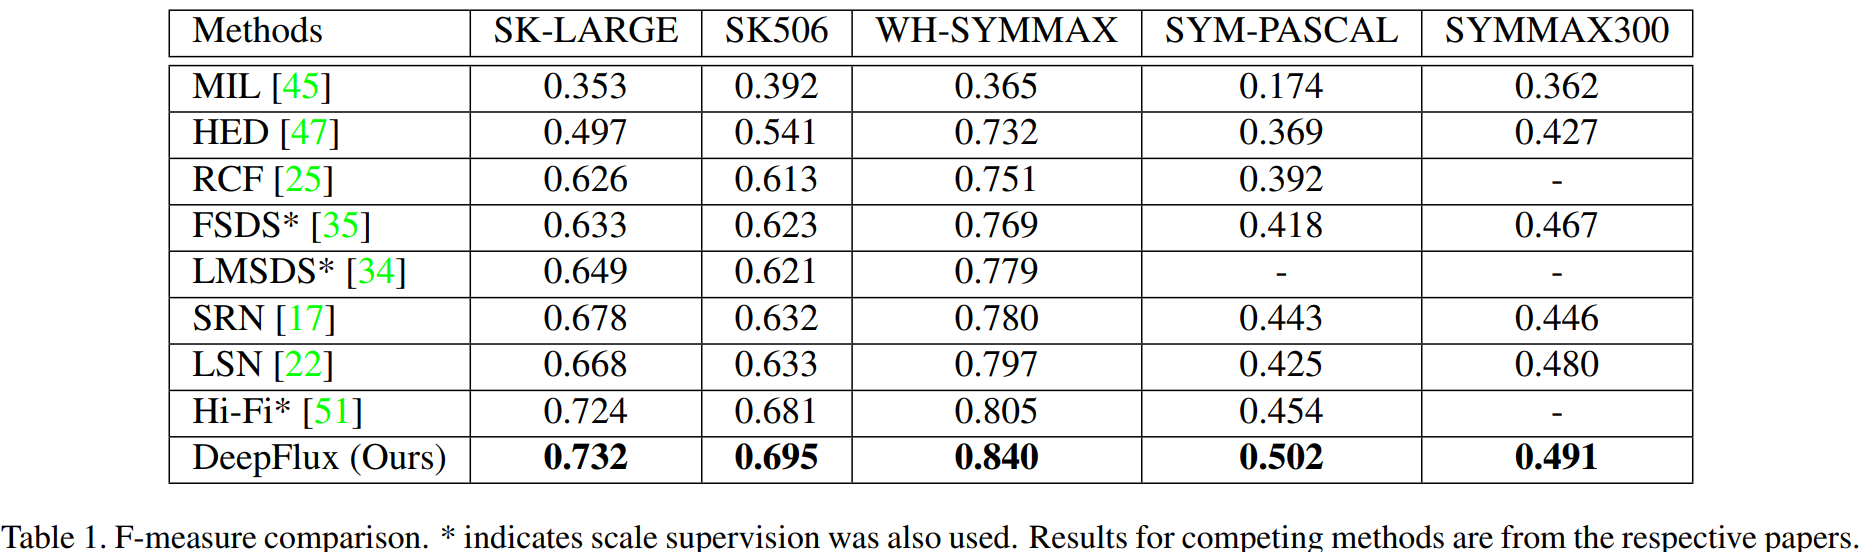 Methods SK-LARGE SK506 WH-SYMMAX SYM-PASCAL SYMMAX300
MIL [45] 0.353 0.392 0.365 0.174 0.362
HED [47] 0.497 0.541 0.732 0.369 0.427
RCF [25] 0.626 0.613 0.751 0.392 -
FSDS* [35] 0.633 0.623 0.769 0.418 0.467
LMSDS* [34] 0.649 0.621 0.779 - -
SRN [17] 0.678 0.632 0.780 0.443 0.446
LSN [22] 0.668 0.633 0.797 0.425 0.480
Hi-Fi* [51] 0.724 0.681 0.805 0.454 -
DeepFlux (Ours) 0.732 0.695 0.840 0.502 0.491
Table 1. F-measure comparison. * indicates scale supervision was also used. Results for competing methods are from the respective papers.